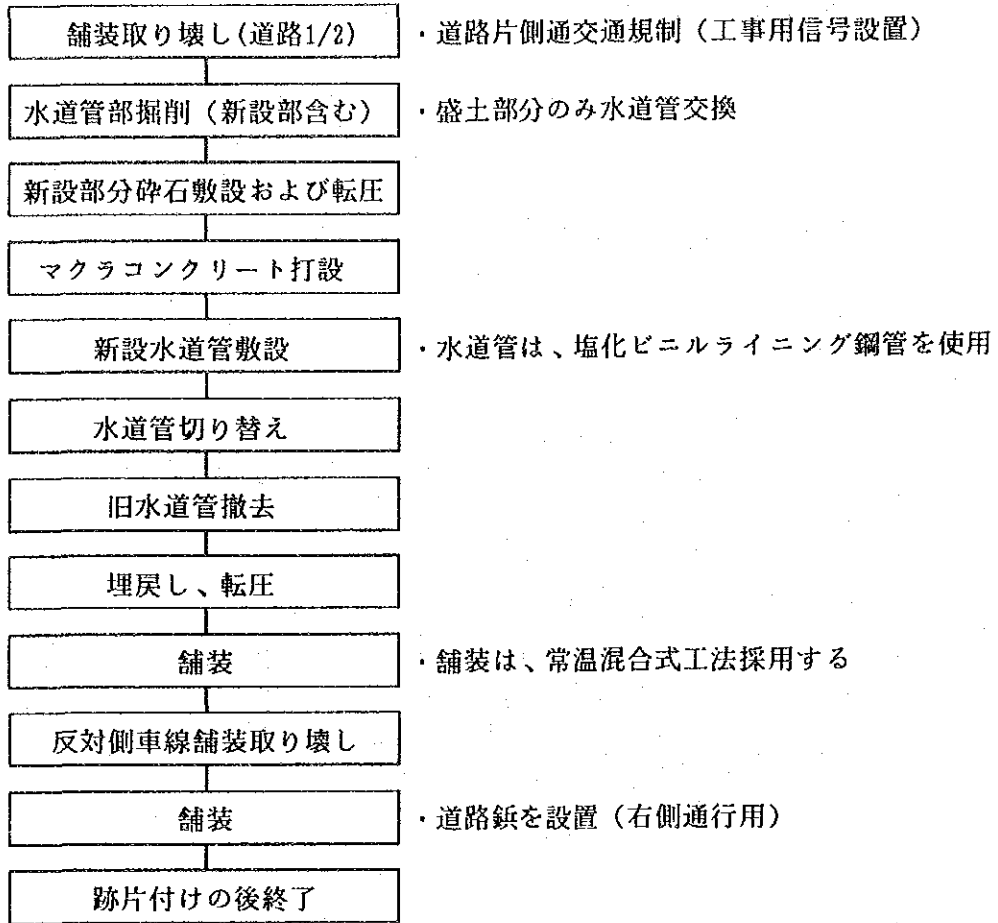 舗装取り壊し(道路1/2) ・道路片側通交通規制(工事用信号設置)
水道管部掘削(新設部含む) ・盛土部分のみ水道管交換
新設部分砕石敷設および転圧
マクラコンクリート打設
新設水道管敷設 ・水道管は、塩化ビニルライニング鋼管を使用
水道管切り替え
旧水道管撤去
埋戻し、転圧
舗装 ・舗装は、常温混合式工法採用する
反対側車線舗装取り壊し
舗装 ・道路鋲を設置(右側通行用)
跡片付けの後終了